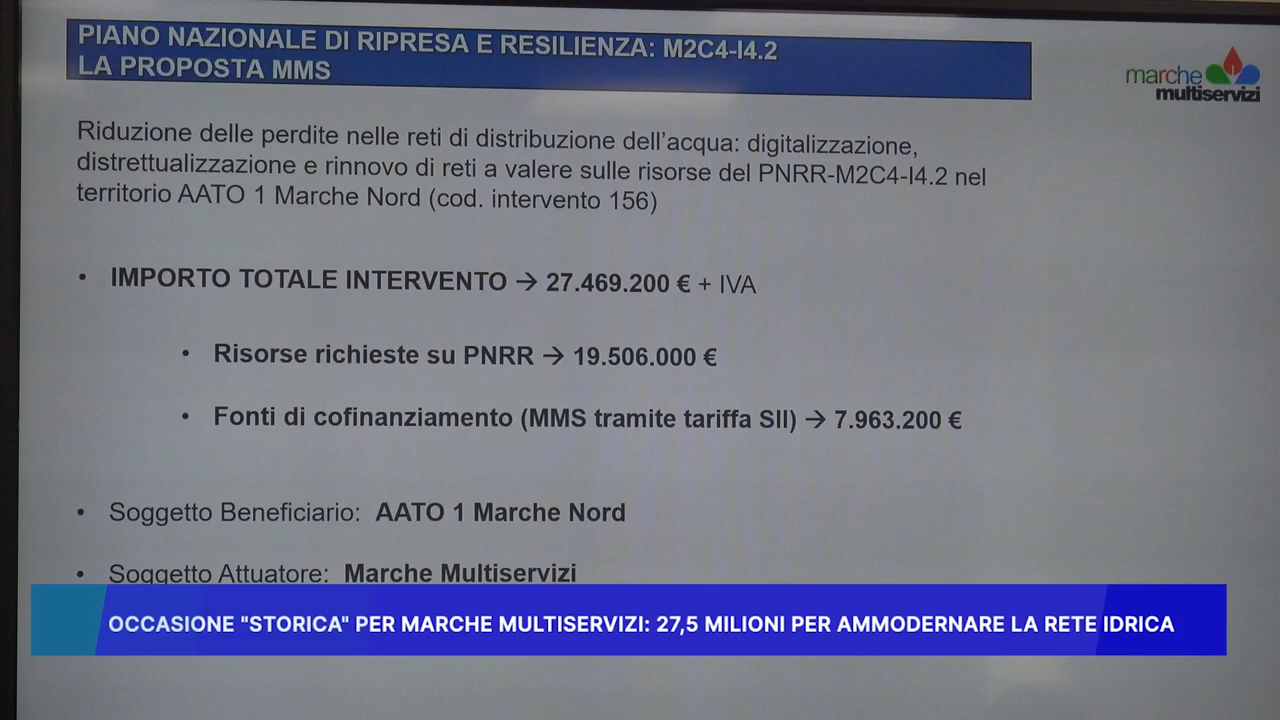 PIANO NAZIONALE DI RIPRESA E RESILIENZA: M2C4-I4.2
LA PROPOSTA MMS
marche
multiservizi
Riduzione delle perdite nelle reti di distribuzione dell'acqua: digitalizzazione,
distrettualizzazione e rinnovo di reti a valere sulle risorse del PNRR-M2C4-I4.2 nel
territorio AATO 1 Marche Nord (cod. intervento 156)
• IMPORTO TOTALE INTERVENTO → 27.469.200 € + IVA
• Risorse richieste su PNRR → 19.506.000 €
• Fonti di cofinanziamento (MMS tramite tariffa SII) → 7.963.200 €
• Soggetto Beneficiario: AATO 1 Marche Nord
• Soggetto Attuatore: Marche Multiservizi
OCCASIONE "STORICA" PER MARCHE MULTISERVIZI: 27,5 MILIONI PER AMMODERNARE LA RETE IDRICA